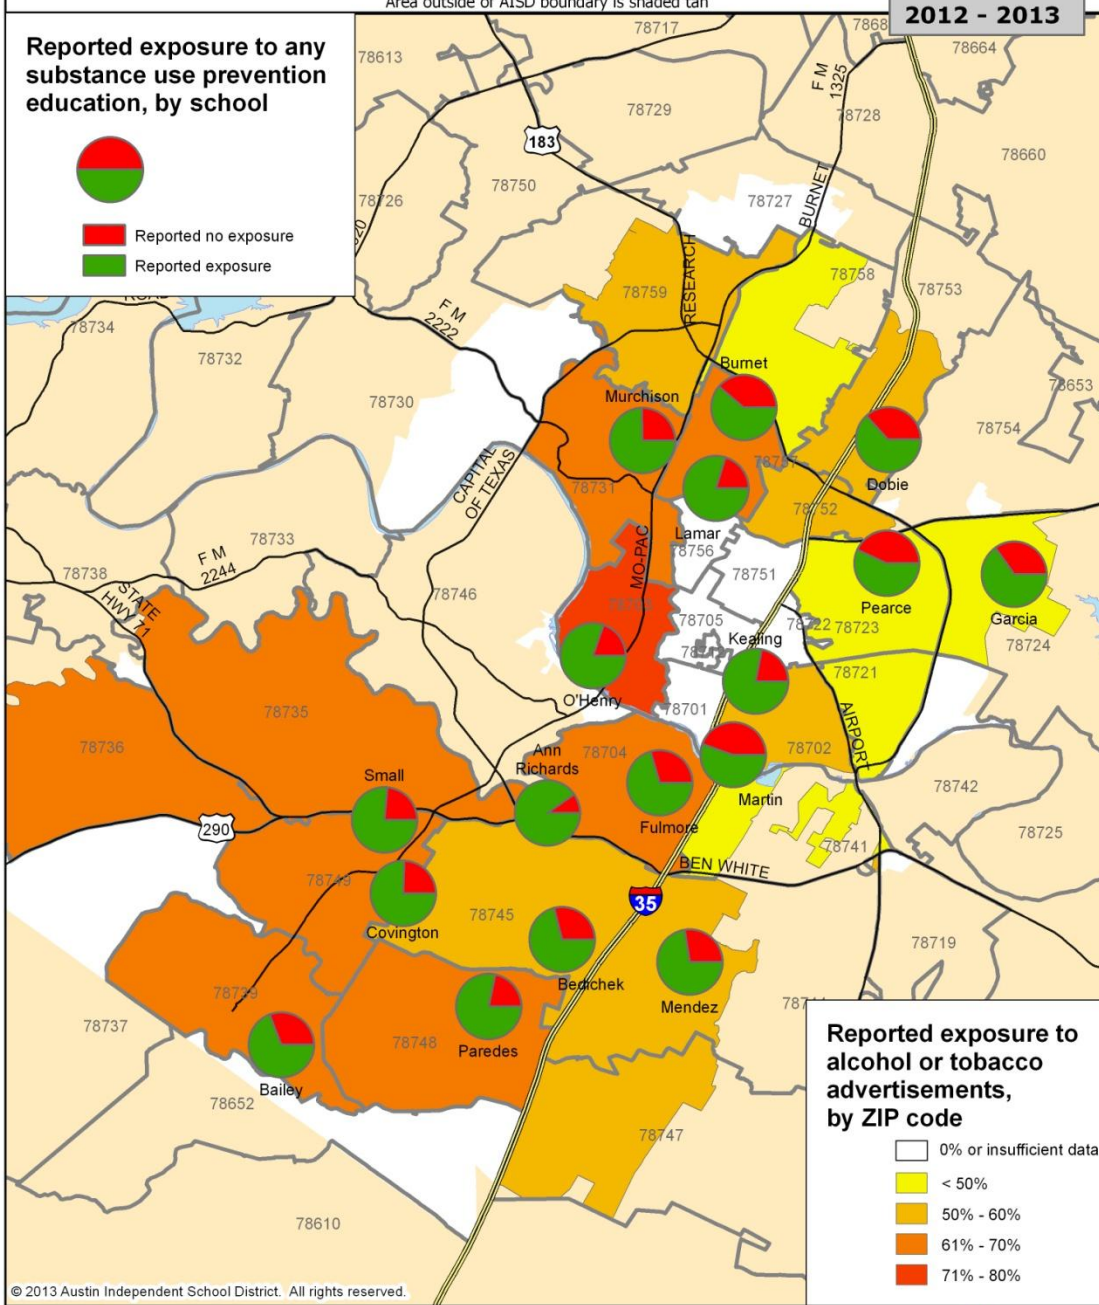 Area outside of AISD boundary is shaded tan
2012 - 2013
Reported exposure to any
substance use prevention
education, by school
Reported no exposure
Reported exposure
78613
78717
78664
78729
F M
1325
78728
78660
183
78750
78726
78727
BURNET
RESEARCH
78759
78758
78753
78734
78732
F M
2222
78730
Burnet
Murchison
78653
78754
Dobie
CAPITAL
OF TEXAS
78731
78752
Lamar
MO-PAC
78756
78733
F M
2244
78738
STATE
HWY 71
78746
78751
Pearce
Garcia
78705
78722
78723
78724
Kealing
78721
O'Henry
78701
AIRPORT
78735
78736
Ann
Richards
78704
78702
Small
Martin
78742
290
Fulmore
78741
78725
BEN WHITE
78749
35
78745
Covington
78719
Bedichek
Mendez
78739
78737
78748
Paredes
Bailey
78652
78747
78610
Reported exposure to
alcohol or tobacco
advertisements,
by ZIP code
0% or insufficient data
< 50%
50% - 60%
61% - 70%
71% - 80%
© 2013 Austin Independent School District. All rights reserved.